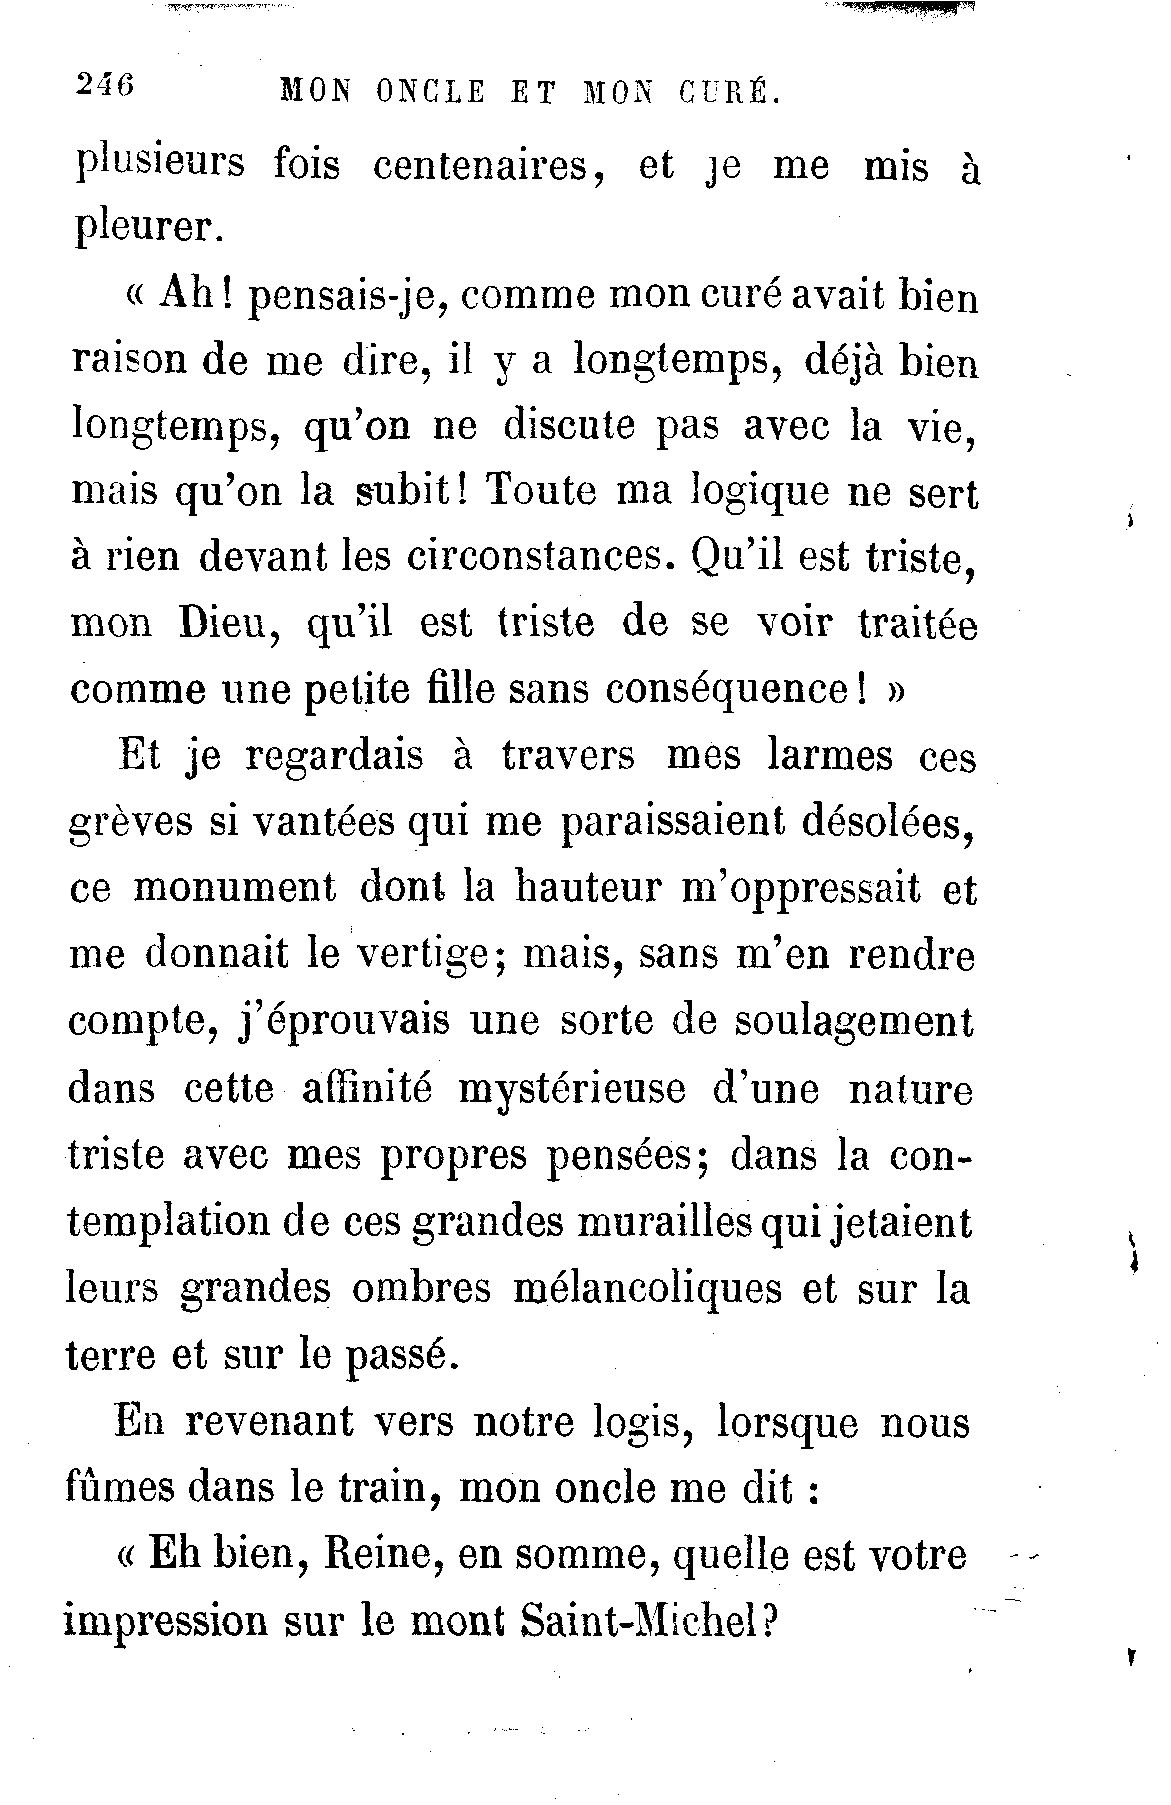 246 MON ONCLE ET MON CURÉ.
plusieurs fois centenaires, et je me mis à
pleurer.
« Ah ! pensais-je, comme mon curé avait bien
raison de me dire, il y a longtemps, déjà bien
longtemps, qu'on ne discute pas avec la vie,
mais qu'on la subit ! Toute ma logique ne sert
à rien devant les circonstances. Qu'il est triste,
mon Dieu, qu'il est triste de se voir traitée
comme une petite fille sans conséquence ! »
Et je regardais à travers mes larmes ces
grèves si vantées qui me paraissaient désolées,
ce monument dont la hauteur m'oppressait et
me donnait le vertige; mais, sans m'en rendre
compte, j'éprouvais une sorte de soulagement
dans cette affinité mystérieuse d'une nature
triste avec mes propres pensées; dans la con-
templation de ces grandes murailles qui jetaient
leurs grandes ombres mélancoliques et sur la
terre et sur le passé.
En revenant vers notre logis, lorsque nous
fûmes dans le train, mon oncle me dit :
« Eh bien, Reine, en somme, quelle est votre
impression sur le mont Saint-Michel?